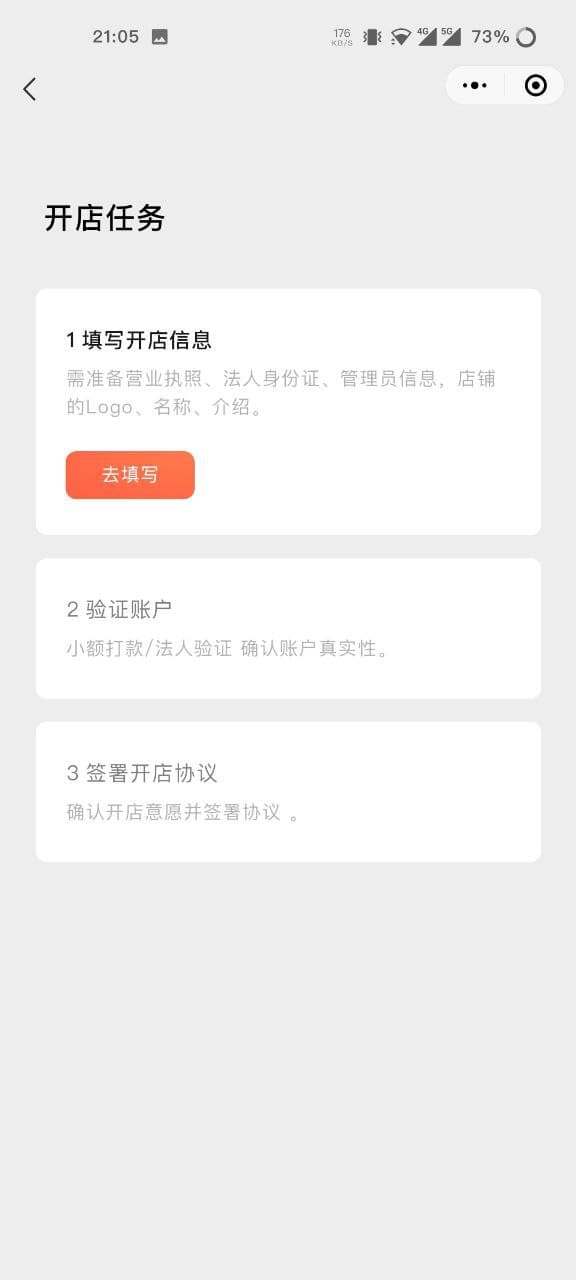 21:05
176
KB/S
4G
5G
73%
开店任务
1 填写开店信息
需准备营业执照、法人身份证、管理员信息，店铺
的Logo、名称、介绍。
去填写
2 验证账户
小额打款/法人验证 确认账户真实性。
3 签署开店协议
确认开店意愿并签署协议 。